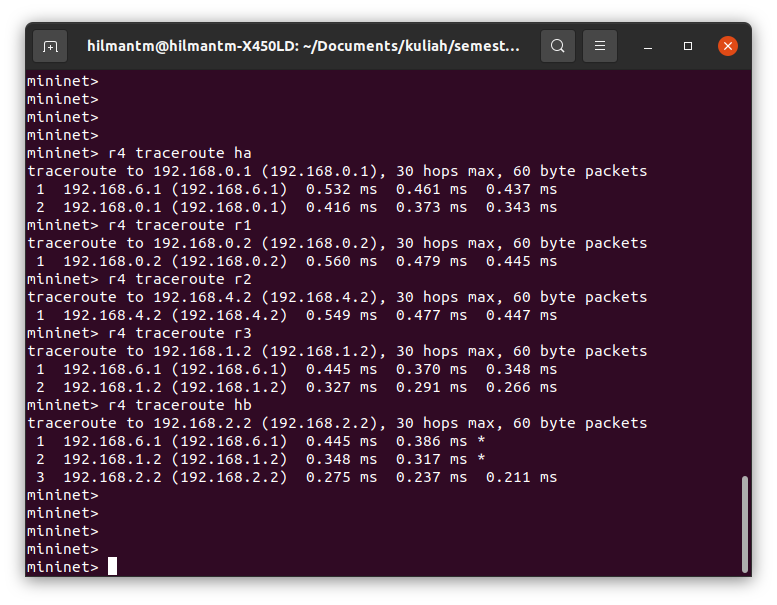 hilmantm@hilmantm-X450LD: ~/Documents/kuliah/semest...
mininet>
mininet>
mininet>
mininet>
mininet> r4 traceroute ha
traceroute to 192.168.0.1 (192.168.0.1), 30 hops max, 60 byte packets
 1  192.168.6.1 (192.168.6.1)  0.532 ms  0.461 ms  0.437 ms
 2  192.168.0.1 (192.168.0.1)  0.416 ms  0.373 ms  0.343 ms
mininet> r4 traceroute r1
traceroute to 192.168.0.2 (192.168.0.2), 30 hops max, 60 byte packets
 1  192.168.0.2 (192.168.0.2)  0.560 ms  0.479 ms  0.445 ms
mininet> r4 traceroute r2
traceroute to 192.168.4.2 (192.168.4.2), 30 hops max, 60 byte packets
 1  192.168.4.2 (192.168.4.2)  0.549 ms  0.477 ms  0.447 ms
mininet> r4 traceroute r3
traceroute to 192.168.1.2 (192.168.1.2), 30 hops max, 60 byte packets
 1  192.168.6.1 (192.168.6.1)  0.445 ms  0.370 ms  0.348 ms
 2  192.168.1.2 (192.168.1.2)  0.327 ms  0.291 ms  0.266 ms
mininet> r4 traceroute hb
traceroute to 192.168.2.2 (192.168.2.2), 30 hops max, 60 byte packets
 1  192.168.6.1 (192.168.6.1)  0.445 ms  0.386 ms *
 2  192.168.1.2 (192.168.1.2)  0.348 ms  0.317 ms *
 3  192.168.2.2 (192.168.2.2)  0.275 ms  0.237 ms  0.211 ms
mininet>
mininet>
mininet>
mininet>
mininet>